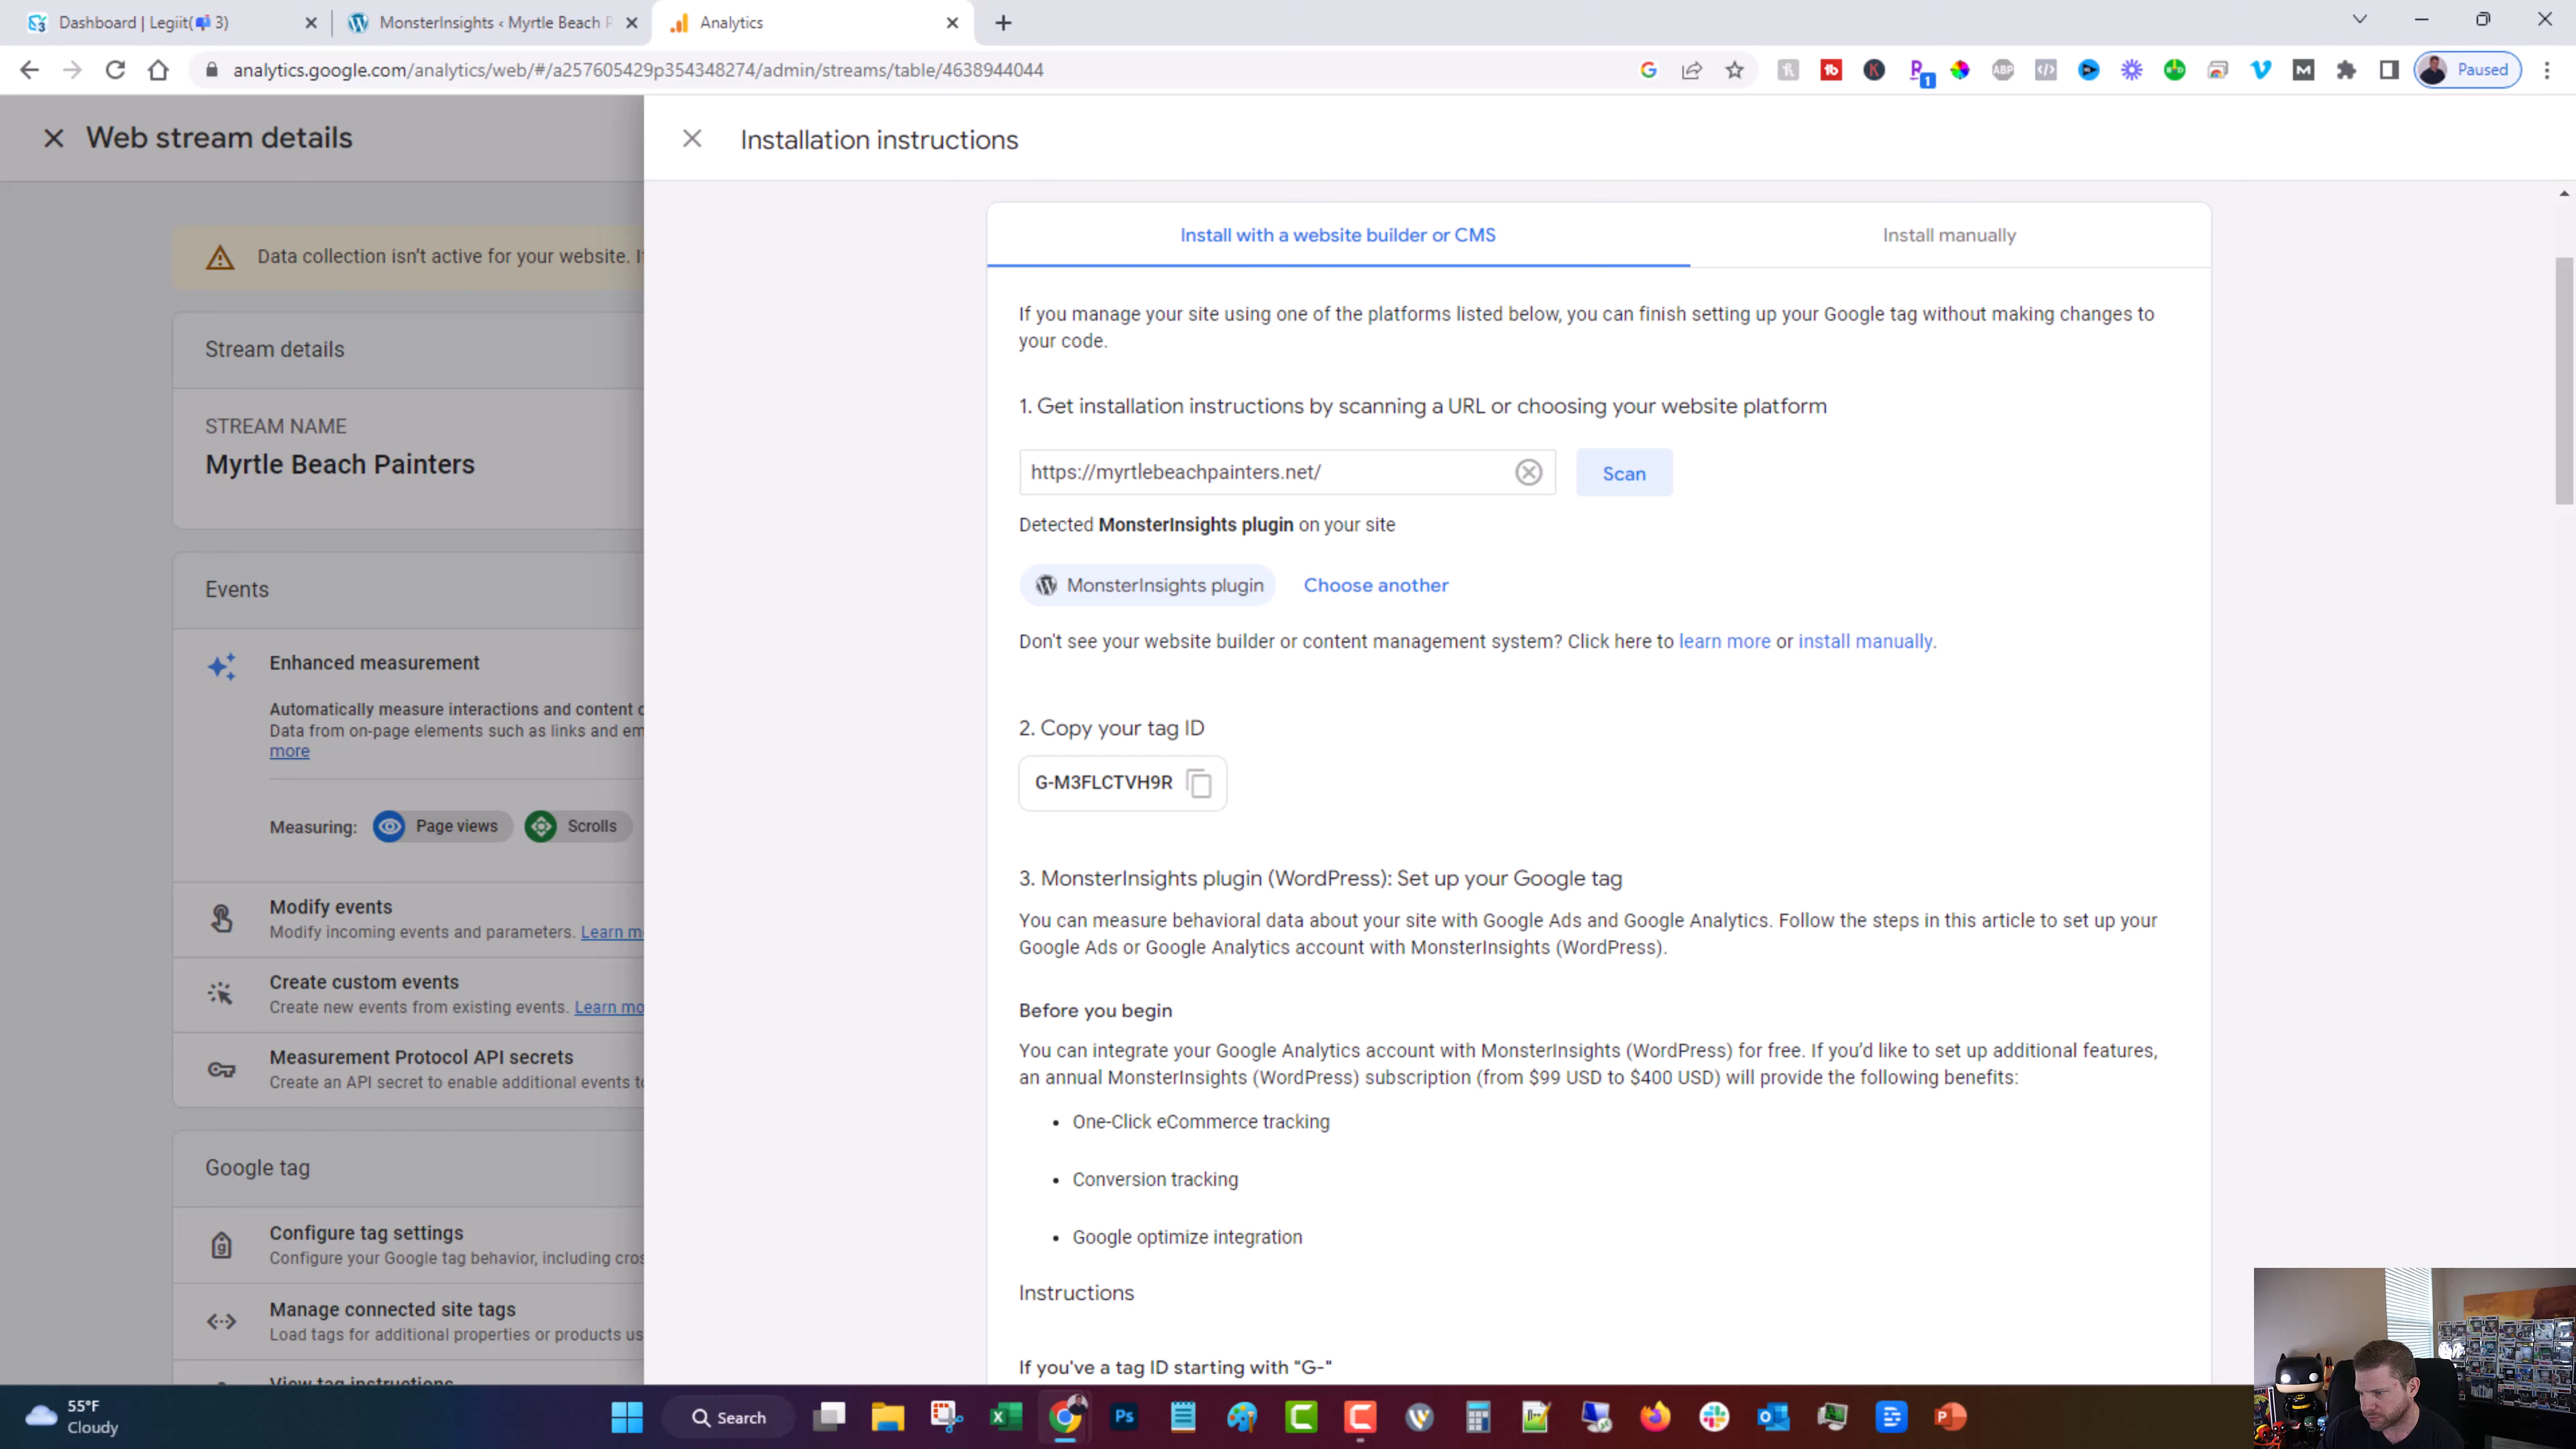 Dashboard | Legiit(📫 3)
MonsterInsights ‹ Myrtle Beach P
Analytics
analytics.google.com/analytics/web/#/a257605429p354348274/admin/streams/table/4638944044
1
ABP
Paused
Web stream details
Data collection isn't active for your website. I
Stream details
STREAM NAME
Myrtle Beach Painters
Events
Enhanced measurement
Automatically measure interactions and content
Data from on-page elements such as links and em
more
Measuring:
Page views
Scrolls
Modify events
Modify incoming events and parameters. Learn m
Create custom events
Create new events from existing events. Learn mo
Measurement Protocol API secrets
Create an API secret to enable additional events to
Google tag
Configure tag settings
Configure your Google tag behavior, including cros
Manage connected site tags
Load tags for additional properties or products us
View tag instructions
Installation instructions
Install with a website builder or CMS
Install manually
If you manage your site using one of the platforms listed below, you can finish setting up your Google tag without making changes to
your code.
1. Get installation instructions by scanning a URL or choosing your website platform
https://myrtlebeachpainters.net/
Scan
Detected MonsterInsights plugin on your site
MonsterInsights plugin
Choose another
Don't see your website builder or content management system? Click here to learn more or install manually.
2. Copy your tag ID
G-M3FLCTVH9R
3. MonsterInsights plugin (WordPress): Set up your Google tag
You can measure behavioral data about your site with Google Ads and Google Analytics. Follow the steps in this article to set up your
Google Ads or Google Analytics account with MonsterInsights (WordPress).
Before you begin
You can integrate your Google Analytics account with MonsterInsights (WordPress) for free. If you'd like to set up additional features,
an annual MonsterInsights (WordPress) subscription (from $99 USD to $400 USD) will provide the following benefits:
• One-Click eCommerce tracking
• Conversion tracking
• Google optimize integration
Instructions
If you've a tag ID starting with "G-"
55°F
Cloudy
Search
Ps